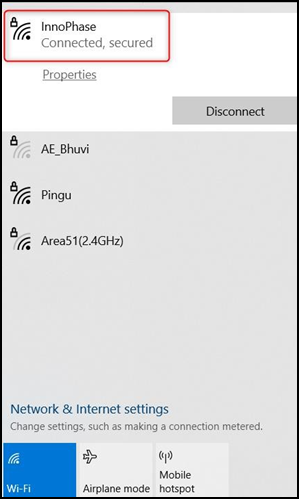 InnoPhase
Connected, secured
Properties
Disconnect
AE_Bhuvi
Pingu
Area51(2.4GHz)
Network & Internet settings
Change settings, such as making a connection metered.
Wi-Fi
Airplane mode
Mobile
hotspot